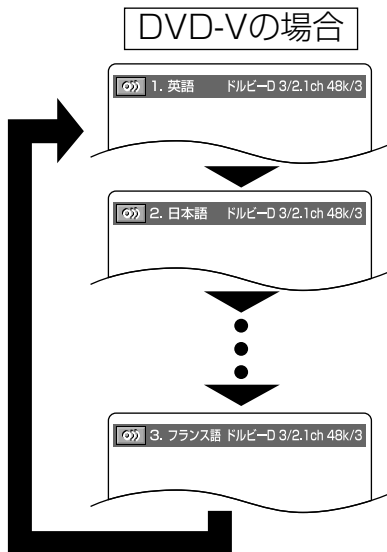 DVD-Vの場合
1. 英語 ドルビーD 3/2.1ch 48k/3
2. 日本語 ドルビーD 3/2.1ch 48k/3
3. フランス語 ドルビーD 3/2.1ch 48k/3